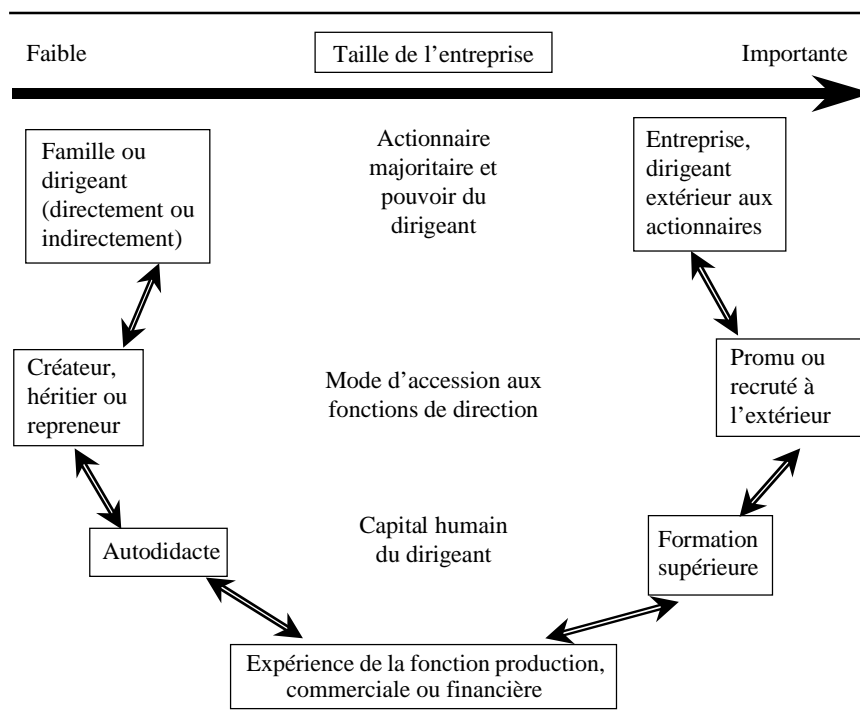 Faible
Taille de l’entreprise
Importante
Famille ou
dirigeant
(directement ou
indirectement)
Actionnaire
majoritaire et
pouvoir du
dirigeant
Entreprise,
dirigeant
extérieur aux
actionnaires
Créateur,
héritier ou
repreneur
Mode d’accession aux
fonctions de direction
Promu ou
recruté à
l’extérieur
Autodidacte
Capital humain
du dirigeant
Formation
supérieure
Expérience de la fonction production,
commerciale ou financière